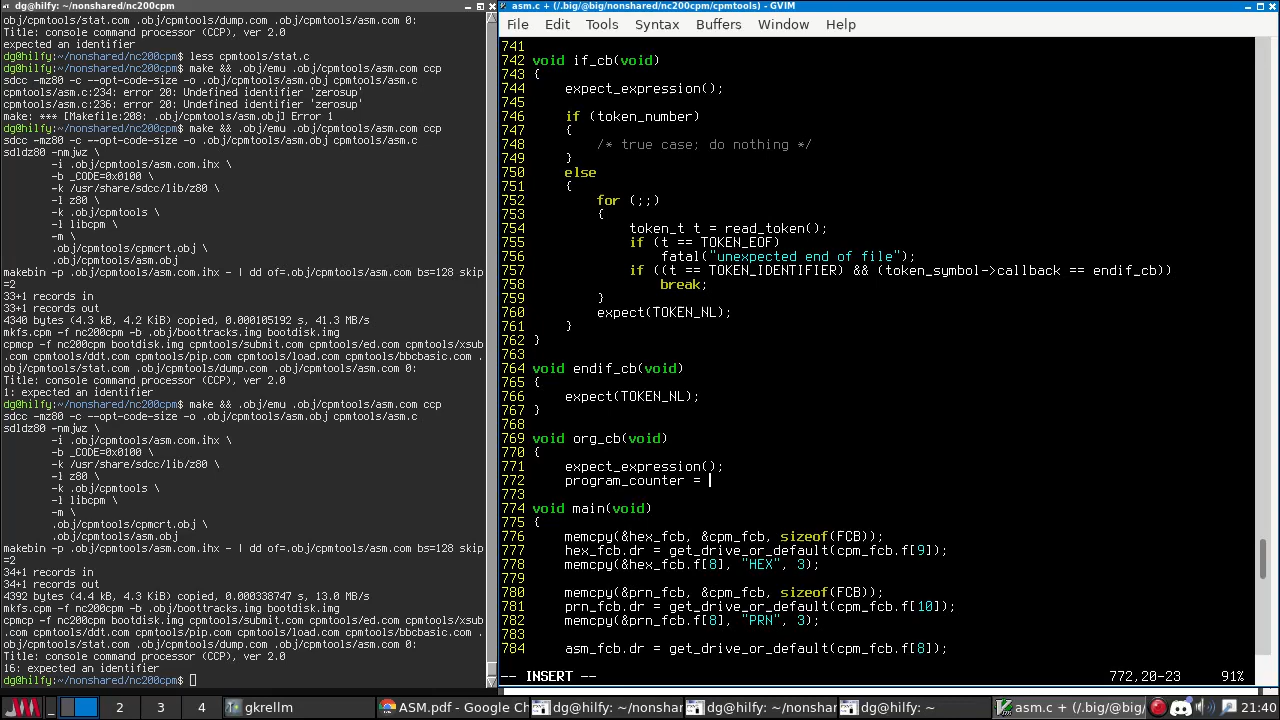 dg@hilfy: ~/nonshared/nc200cpm
.obj/cpmtools/stat.com .obj/cpmtools/dump.com .obj/cpmtools/asm.com 0:
Title: console command processor (CCP), ver 2.0
expected an identifier
dg@hilfy:~/nonshared/nc200cpm$ less cpmtools/stat.c
dg@hilfy:~/nonshared/nc200cpm$ make && .obj/emu .obj/cpmtools/asm.com ccp
sdcc -mz80 -c --opt-code-size -o .obj/cpmtools/asm.obj cpmtools/asm.c
cpmtools/asm.c:234: error 20: Undefined identifier 'zerosup'
cpmtools/asm.c:236: error 20: Undefined identifier 'zerosup'
make: *** [Makefile:208: .obj/cpmtools/asm.obj] Error 1
dg@hilfy:~/nonshared/nc200cpm$ make && .obj/emu .obj/cpmtools/asm.com ccp
sdcc -mz80 -c --opt-code-size -o .obj/cpmtools/asm.obj cpmtools/asm.c
sdldz80 -nmjwz \
-i .obj/cpmtools/asm.com.ihx \
-b _CODE=0x0100 \
-k /usr/share/sdcc/lib/z80 \
-l z80 \
-k .obj/cpmtools \
-l libcpm \
-m \
.obj/cpmtools/cpmcrt.obj \
.obj/cpmtools/asm.obj
makebin -p .obj/cpmtools/asm.com.ihx - | dd of=.obj/cpmtools/asm.com bs=128 skip
=2
33+1 records in
33+1 records out
4340 bytes (4.3 kB, 4.2 KiB) copied, 0.000105192 s, 41.3 MB/s
mkfs.cpm -f nc200cpm -b .obj/boottracks.img bootdisk.img
cpmcp -f nc200cpm bootdisk.img cpmtools/submit.com cpmtools/ed.com cpmtools/xsub
.com cpmtools/ddt.com cpmtools/pip.com cpmtools/load.com cpmtools/bbcbasic.com .
obj/cpmtools/stat.com .obj/cpmtools/dump.com .obj/cpmtools/asm.com 0:
Title: console command processor (CCP), ver 2.0
1: expected an identifier
dg@hilfy:~/nonshared/nc200cpm$ make && .obj/emu .obj/cpmtools/asm.com ccp
sdcc -mz80 -c --opt-code-size -o .obj/cpmtools/asm.obj cpmtools/asm.c
sdldz80 -nmjwz \
-i .obj/cpmtools/asm.com.ihx \
-b _CODE=0x0100 \
-k /usr/share/sdcc/lib/z80 \
-l z80 \
-k .obj/cpmtools \
-l libcpm \
-m \
.obj/cpmtools/cpmcrt.obj \
.obj/cpmtools/asm.obj
makebin -p .obj/cpmtools/asm.com.ihx - | dd of=.obj/cpmtools/asm.com bs=128 skip
=2
34+1 records in
34+1 records out
4392 bytes (4.4 kB, 4.3 KiB) copied, 0.000338747 s, 13.0 MB/s
mkfs.cpm -f nc200cpm -b .obj/boottracks.img bootdisk.img
cpmcp -f nc200cpm bootdisk.img cpmtools/submit.com cpmtools/ed.com cpmtools/xsub
.com cpmtools/ddt.com cpmtools/pip.com cpmtools/load.com cpmtools/bbcbasic.com .
obj/cpmtools/stat.com .obj/cpmtools/dump.com .obj/cpmtools/asm.com 0:
Title: console command processor (CCP), ver 2.0
16: expected an identifier
dg@hilfy:~/nonshared/nc200cpm$
asm.c + (/.big/@big/nonshared/nc200cpm/cpmtools) - GVIM
File Edit Tools Syntax Buffers Window Help
741
742 void if_cb(void)
743 {
744 expect_expression();
745
746 if (token_number)
747 {
748 /* true case; do nothing */
749 }
750 else
751 {
752 for (;;)
753 {
754 token_t t = read_token();
755 if (t == TOKEN_EOF)
756 fatal("unexpected end of file");
757 if ((t == TOKEN_IDENTIFIER) && (token_symbol->callback == endif_cb))
758 break;
759 }
760 expect(TOKEN_NL);
761 }
762 }
763
764 void endif_cb(void)
765 {
766 expect(TOKEN_NL);
767 }
768
769 void org_cb(void)
770 {
771 expect_expression();
772 program_counter =
773
774 void main(void)
775 {
776 memcpy(&hex_fcb, &cpm_fcb, sizeof(FCB));
777 hex_fcb.dr = get_drive_or_default(cpm_fcb.f[9]);
778 memcpy(&hex_fcb.f[8], "HEX", 3);
779
780 memcpy(&prn_fcb, &cpm_fcb, sizeof(FCB));
781 prn_fcb.dr = get_drive_or_default(cpm_fcb.f[10]);
782 memcpy(&prn_fcb.f[8], "PRN", 3);
783
784 asm_fcb.dr = get_drive_or_default(cpm_fcb.f[8]);
-- INSERT -- 772,20-23 91%
2 3 4 gkrellm ASM.pdf - Google Ch dg@hilfy: ~/nonshar dg@hilfy: ~/nonshar dg@hilfy: ~ asm.c + (/.big/@big/ 21:40